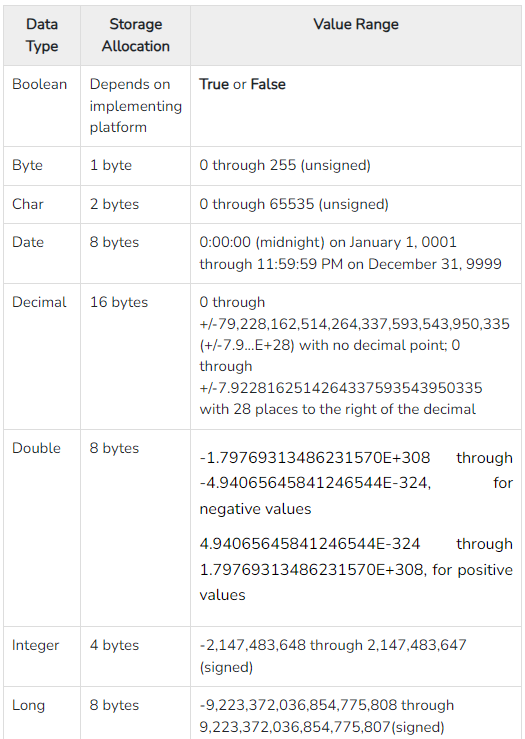 Data Type
Storage Allocation
Value Range
Boolean
Depends on
implementing
platform
True or False
Byte
1 byte
0 through 255 (unsigned)
Char
2 bytes
0 through 65535 (unsigned)
Date
8 bytes
0:00:00 (midnight) on January 1, 0001
through 11:59:59 PM on December 31, 9999
Decimal
16 bytes
0 through
+/-79,228,162,514,264,337,593,543,950,335
(+/-7.9...E+28) with no decimal point; 0
through
+/-7.9228162514264337593543950335
with 28 places to the right of the decimal
Double
8 bytes
-1.79769313486231570E+308 through
-4.94065645841246544E-324, for
negative values
4.94065645841246544E-324 through
1.79769313486231570E+308, for positive
values
Integer
4 bytes
-2,147,483,648 through 2,147,483,647
(signed)
Long
8 bytes
-9,223,372,036,854,775,808 through
9,223,372,036,854,775,807(signed)